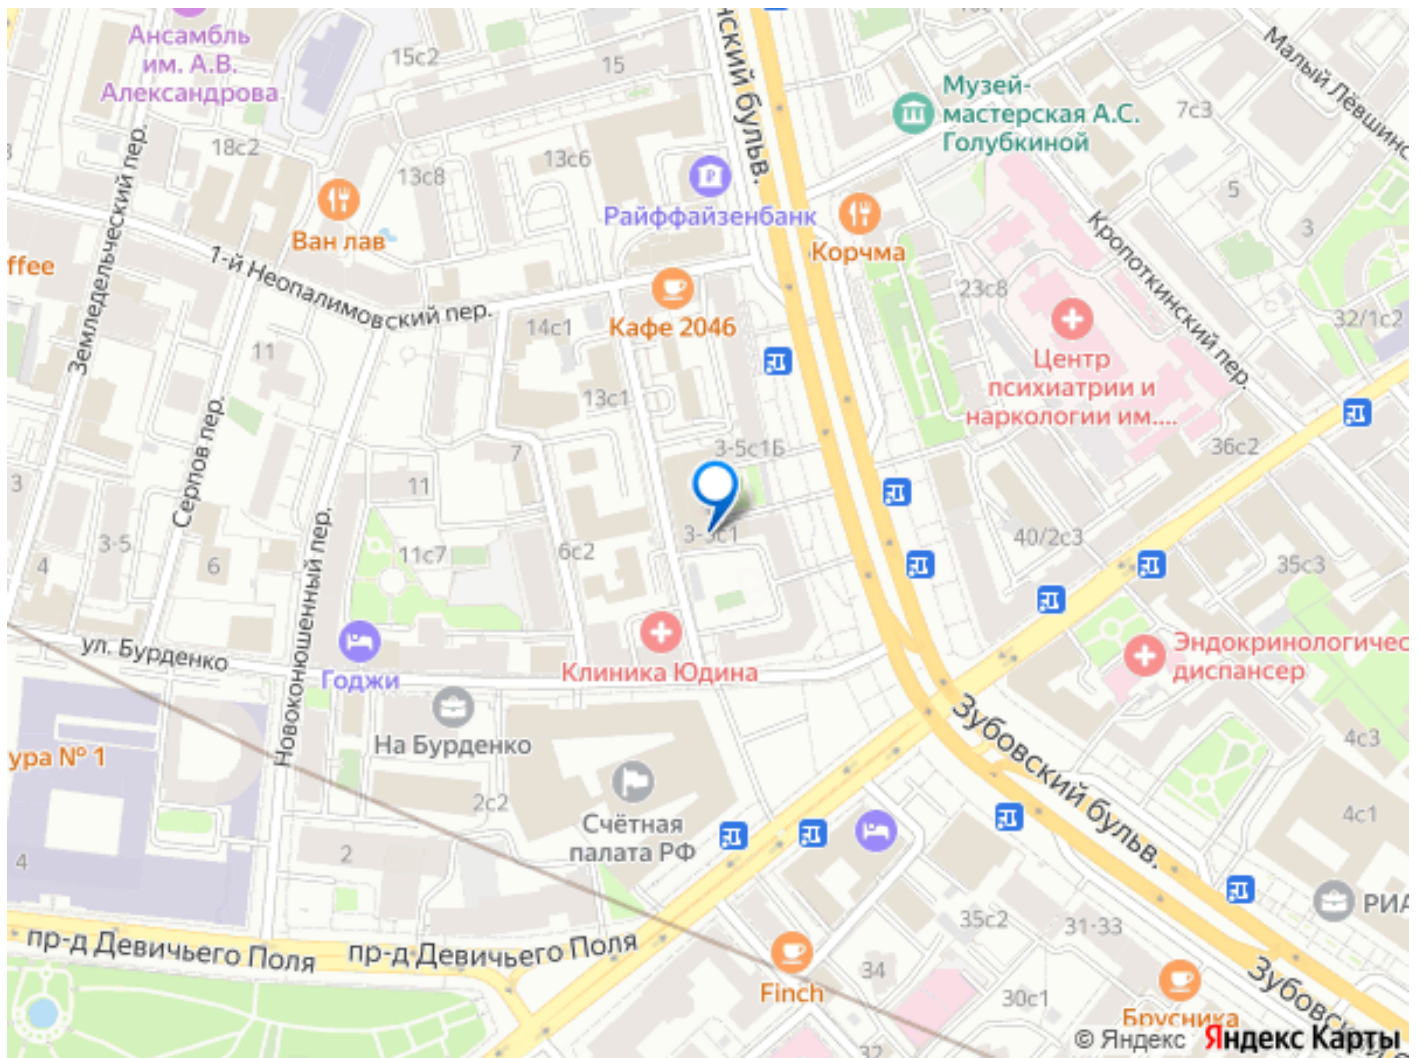 Ансамбль
им. А.В.
Александрова
15с2
15
нский бульв.
Музей-
мастерская А.С.
Голубкиной
Малый Лёвшинс
7с3
18с2
13с8
13с6
Земледельческий пер.
Ван лав
Райффайзенбанк
Корчма
5
3
Кропоткинский пер.
ffee
1-й Неопалимовский пер.
23с8
14с1
Кафе 2046
32/1с2
11
Центр
психиатрии и
наркологии им....
13с1
Серпов пер.
7
3-5с1Б
36с2
3
11
Новоконюшенный пер.
3-5
4
6
11с7
6с2
40/2с3
35с3
ул. Бурденко
Годжи
Клиника Юдина
Эндокринологичес
диспансер
Зубовский бульв.
На Бурденко
ура № 1
4с3
2с2
Счётная
палата РФ
4с1
4
2
РИА
пр-д Девичьего Поля
пр-д Девичьего Поля
35с2
31-33
34
Finch
30с1
Зубовс
Брусника
32
© Яндекс Яндекс Карты